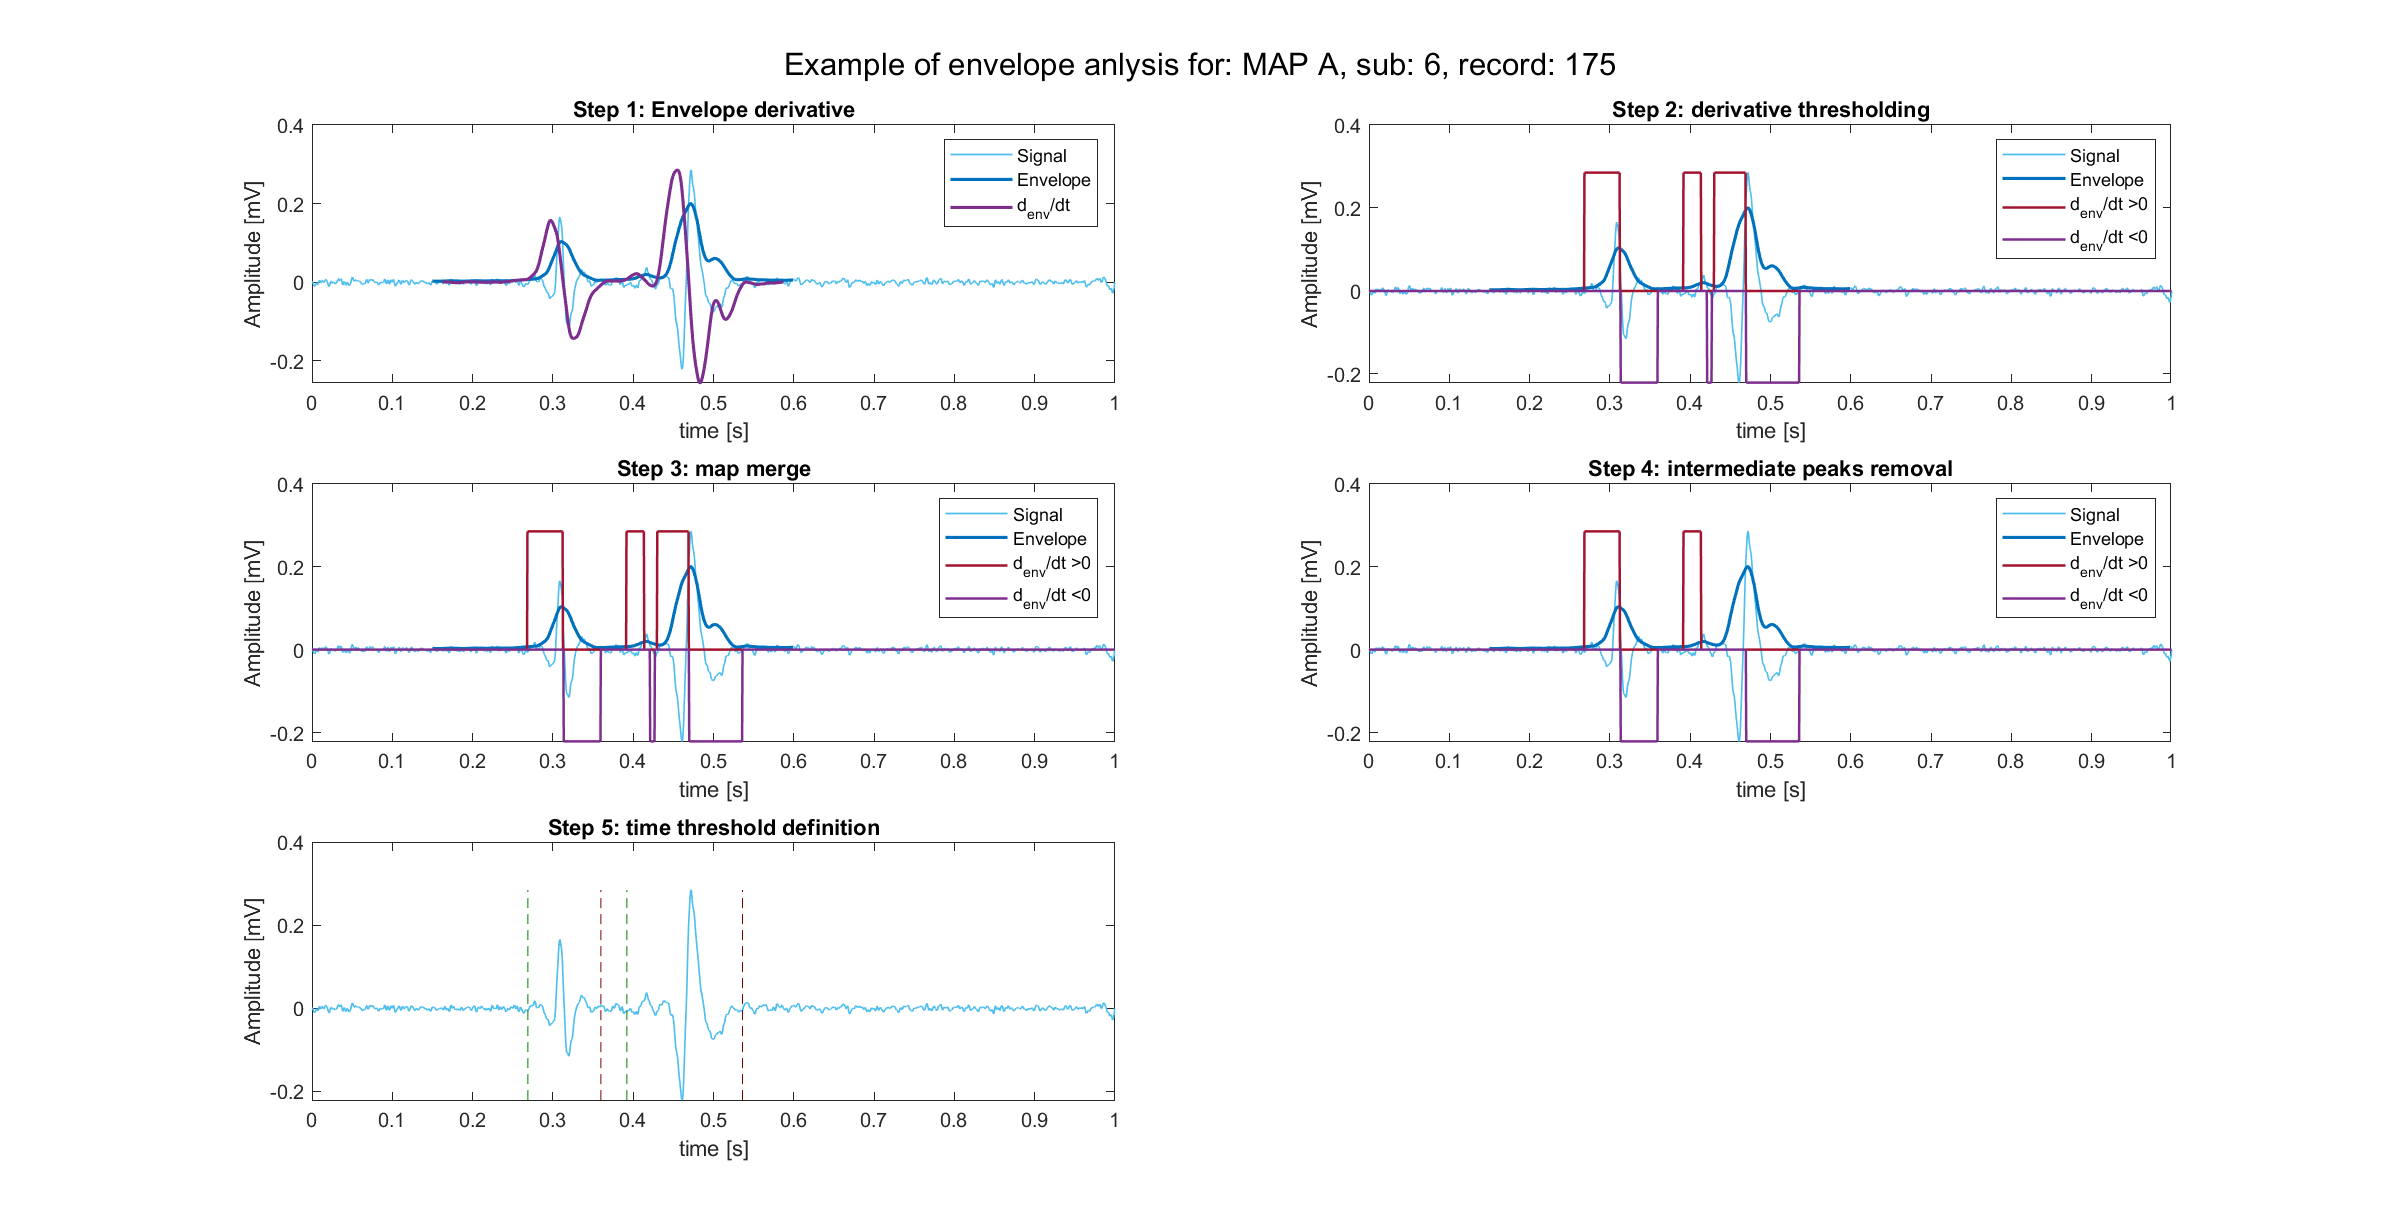 Example of envelope anlysis for: MAP A, sub: 6, record: 175
Step 1: Envelope derivative
Amplitude [mV]
0.4
0.2
0
-0.2
Signal
Envelope
d_env/dt
0 0.1 0.2 0.3 0.4 0.5 0.6 0.7 0.8 0.9 1
time [s]
Step 2: derivative thresholding
Amplitude [mV]
0.4
0.2
0
-0.2
Signal
Envelope
d_env/dt >0
d_env/dt <0
0 0.1 0.2 0.3 0.4 0.5 0.6 0.7 0.8 0.9 1
time [s]
Step 3: map merge
Amplitude [mV]
0.4
0.2
0
-0.2
Signal
Envelope
d_env/dt >0
d_env/dt <0
0 0.1 0.2 0.3 0.4 0.5 0.6 0.7 0.8 0.9 1
time [s]
Step 4: intermediate peaks removal
Amplitude [mV]
0.4
0.2
0
-0.2
Signal
Envelope
d_env/dt >0
d_env/dt <0
0 0.1 0.2 0.3 0.4 0.5 0.6 0.7 0.8 0.9 1
time [s]
Step 5: time threshold definition
Amplitude [mV]
0.4
0.2
0
-0.2
0 0.1 0.2 0.3 0.4 0.5 0.6 0.7 0.8 0.9 1
time [s]